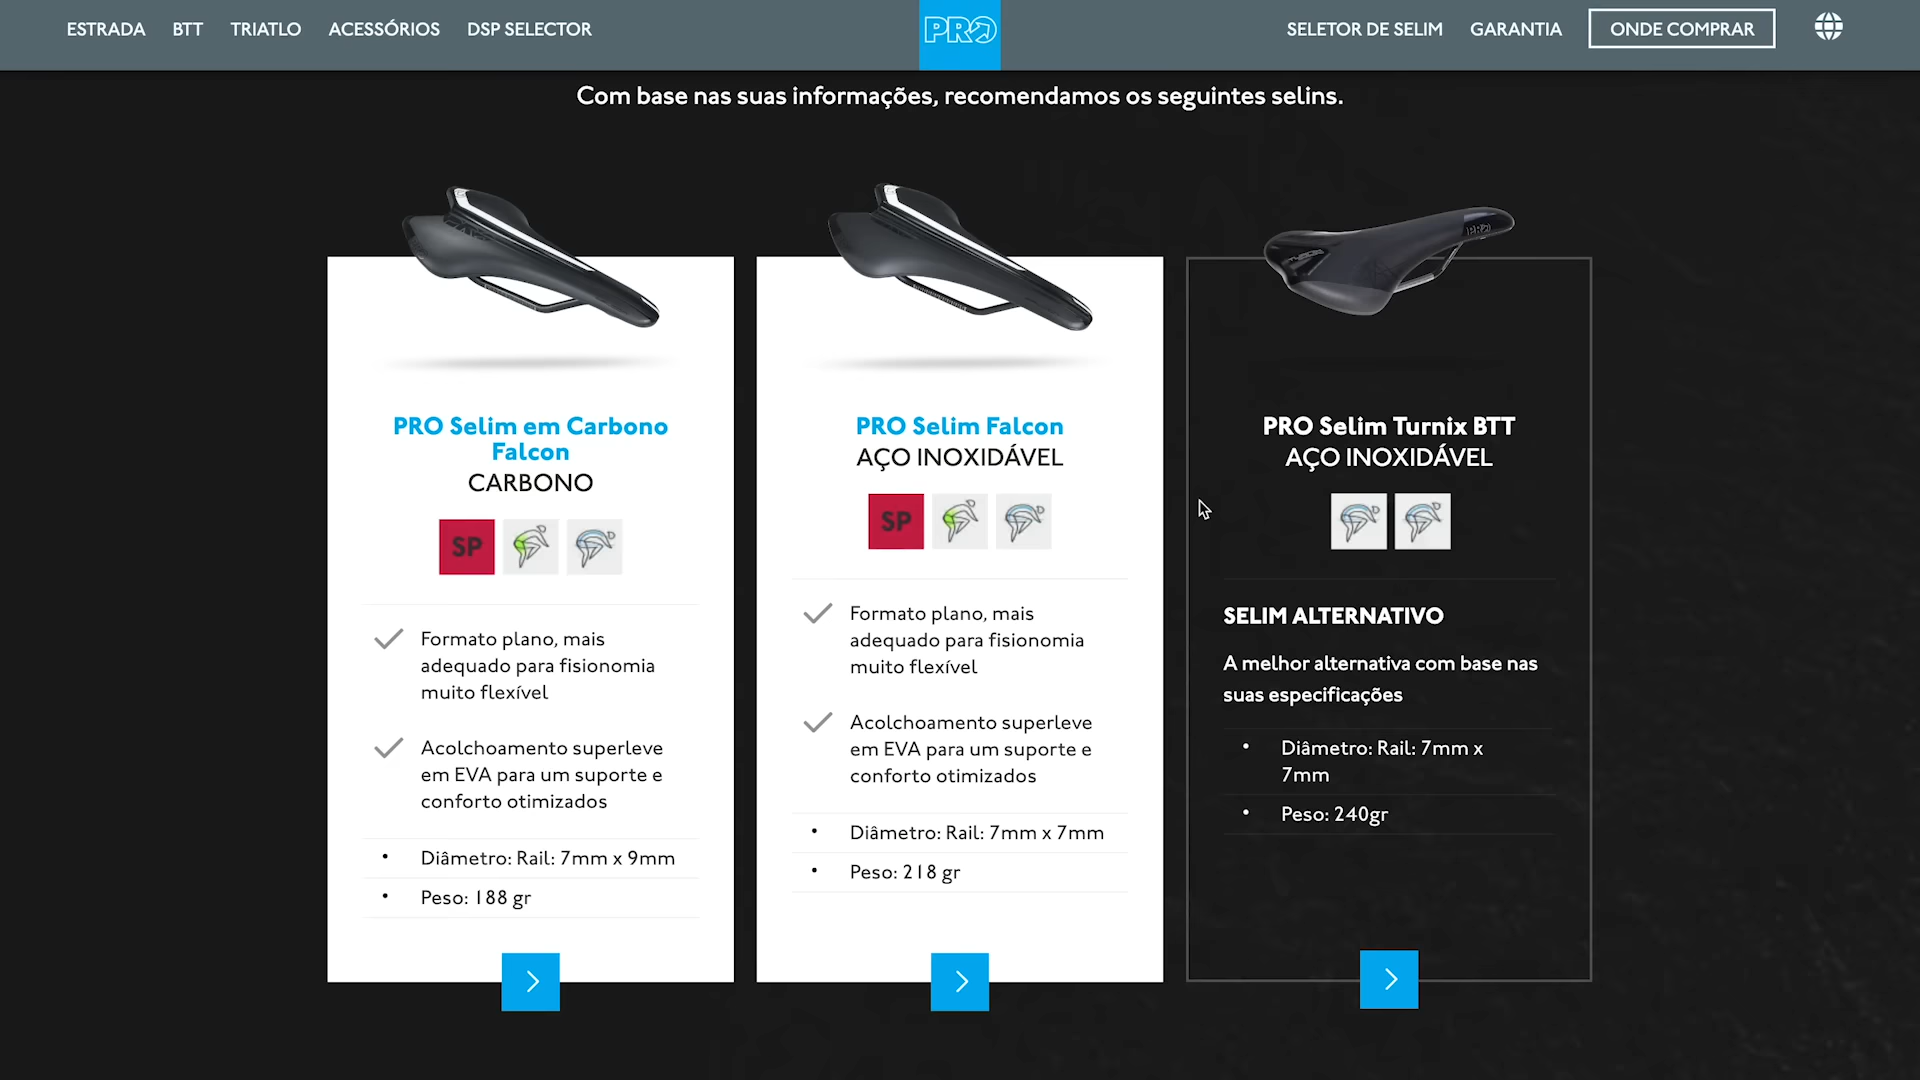 ESTRADA BTT TRIATLO ACESSÓRIOS DSP SELECTOR PRO SELETOR DE SELIM GARANTIA ONDE COMPRAR
Com base nas suas informações, recomendamos os seguintes selins.
PRO Selim em Carbono
Falcon
CARBONO
SP
Formato plano, mais
adequado para fisionomia
muito flexível
Acolchoamento superleve
em EVA para um suporte e
conforto otimizados
• Diâmetro: Rail: 7mm x 9mm
• Peso: 188 gr
PRO Selim Falcon
AÇO INOXIDÁVEL
SP
Formato plano, mais
adequado para fisionomia
muito flexível
Acolchoamento superleve
em EVA para um suporte e
conforto otimizados
• Diâmetro: Rail: 7mm x 7mm
• Peso: 218 gr
PRO
PRO Selim Turnix BTT
AÇO INOXIDÁVEL
SELIM ALTERNATIVO
A melhor alternativa com base nas
suas especificações
• Diâmetro: Rail: 7mm x
7mm
• Peso: 240gr